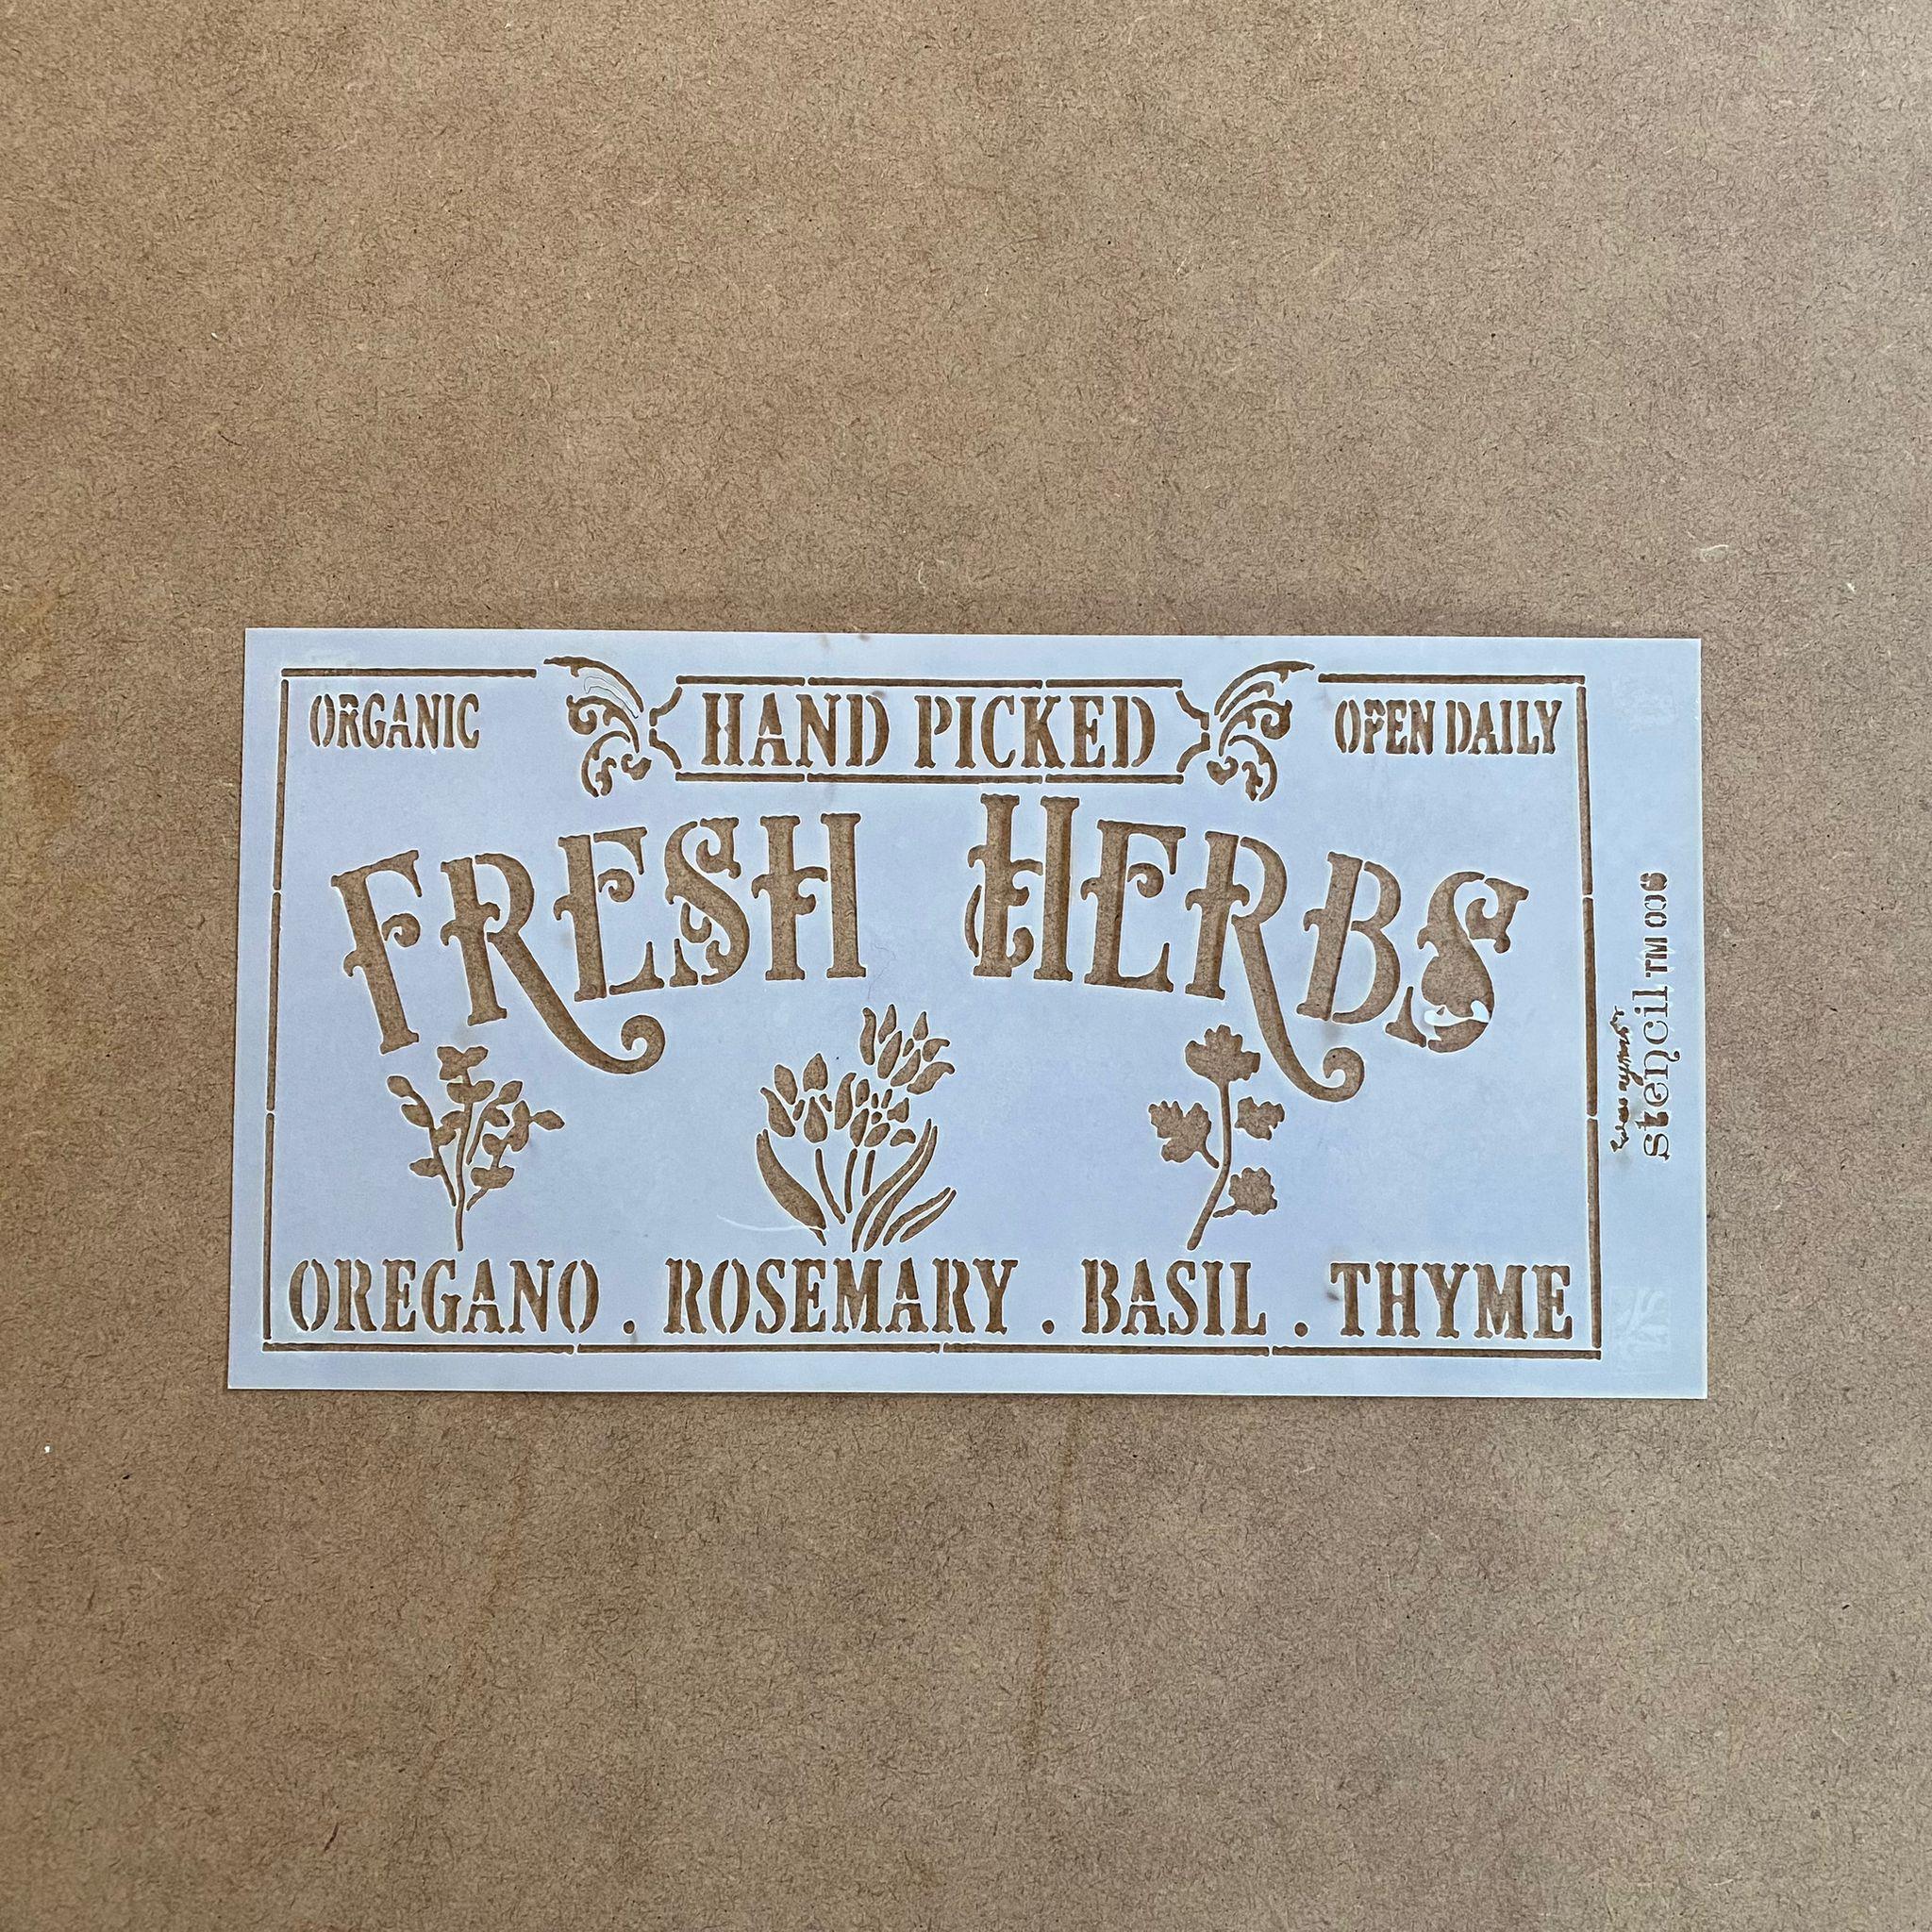 ORGANIC
HAND PICKED
OPEN DAILY
FRESH HERBS
OREGANO . ROSEMARY . BASIL . THYME
stencil TM 006